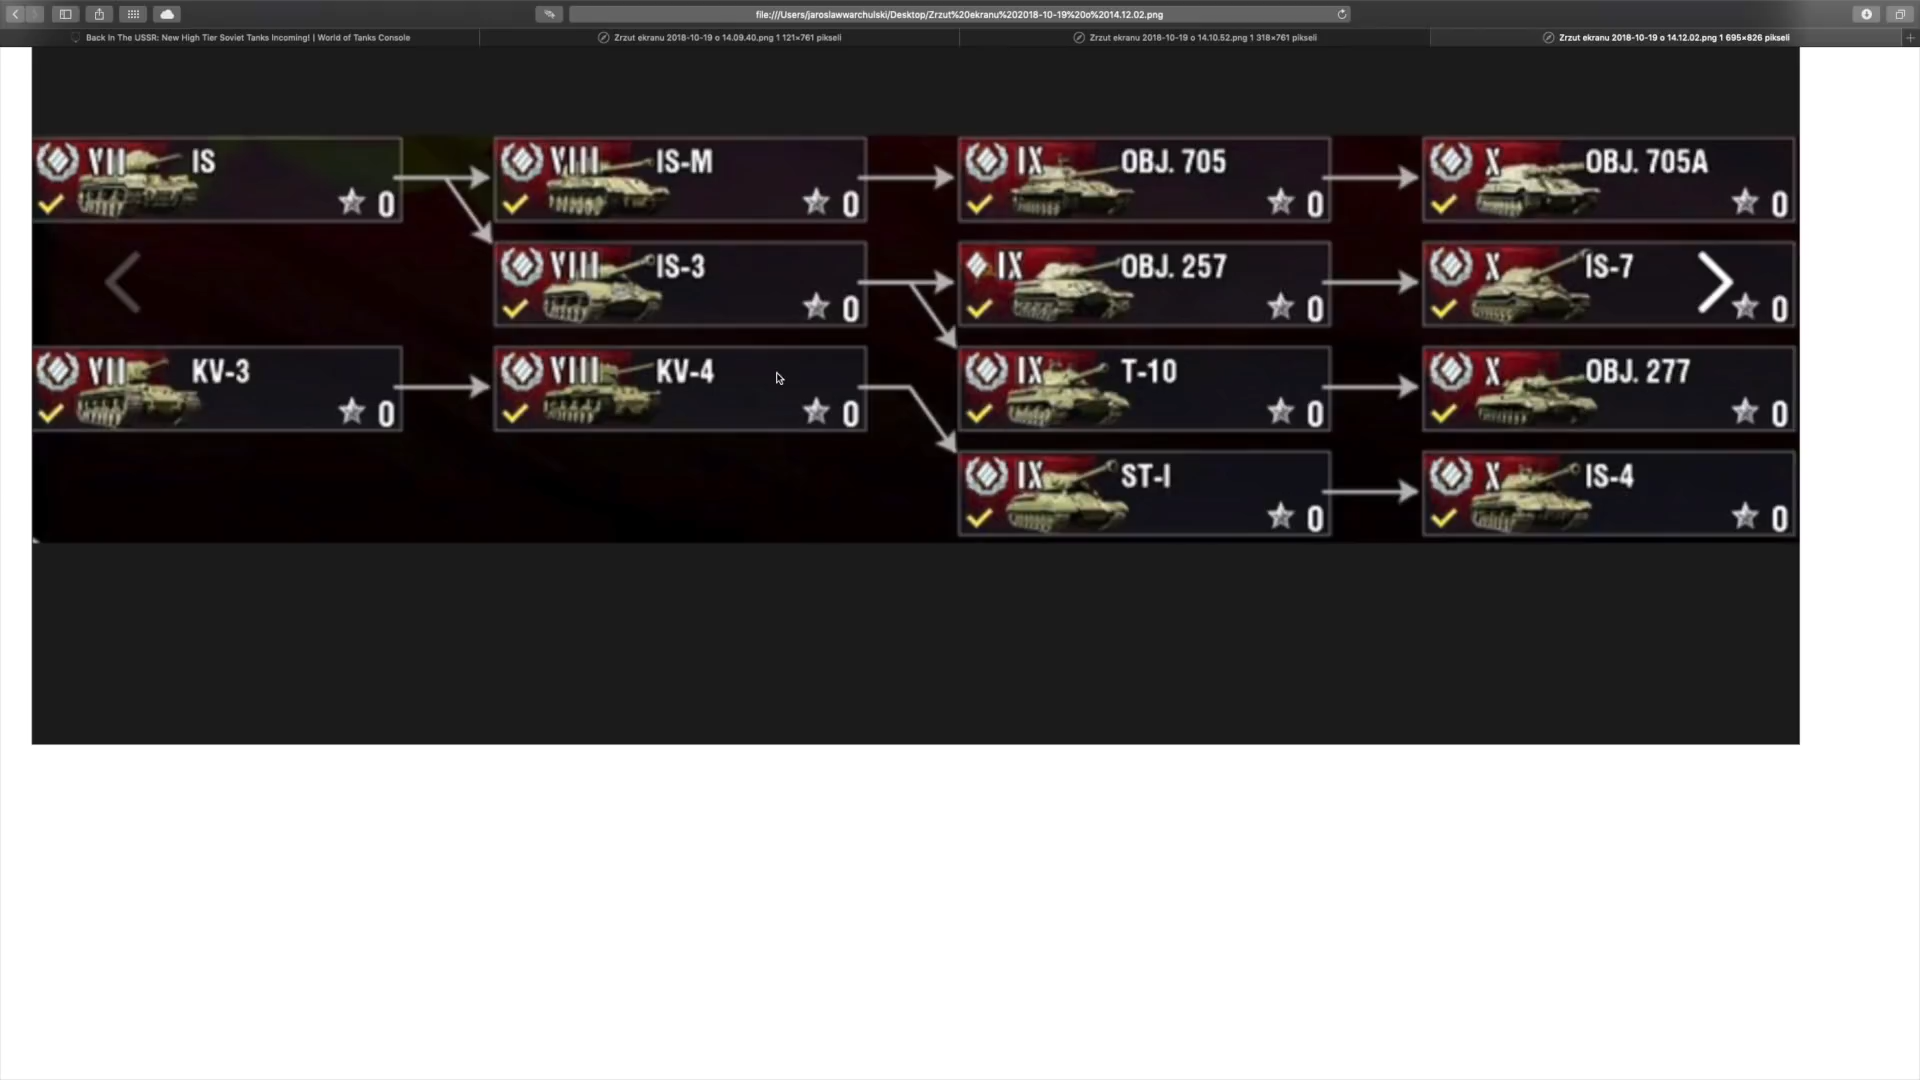 file:///Users/jaroslawwarchulski/Desktop/Zrzut%20ekranu%202018-10-19%20o%2014.12.02.png
Back In The USSR: New High Tier Soviet Tanks Incoming! | World of Tanks Console
Zrzut ekranu 2018-10-19 o 14.09.40.png 1 121×761 pikseli
Zrzut ekranu 2018-10-19 o 14.10.52.png 1 318×761 pikseli
Zrzut ekranu 2018-10-19 o 14.12.02.png 1 695×826 pikseli
VII IS 0
VIII IS-M 0
IX OBJ. 705 0
X OBJ. 705A 0
VIII IS-3 0
IX OBJ. 257 0
X IS-7 0
VII KV-3 0
VIII KV-4 0
IX T-10 0
X OBJ. 277 0
IX ST-I 0
X IS-4 0